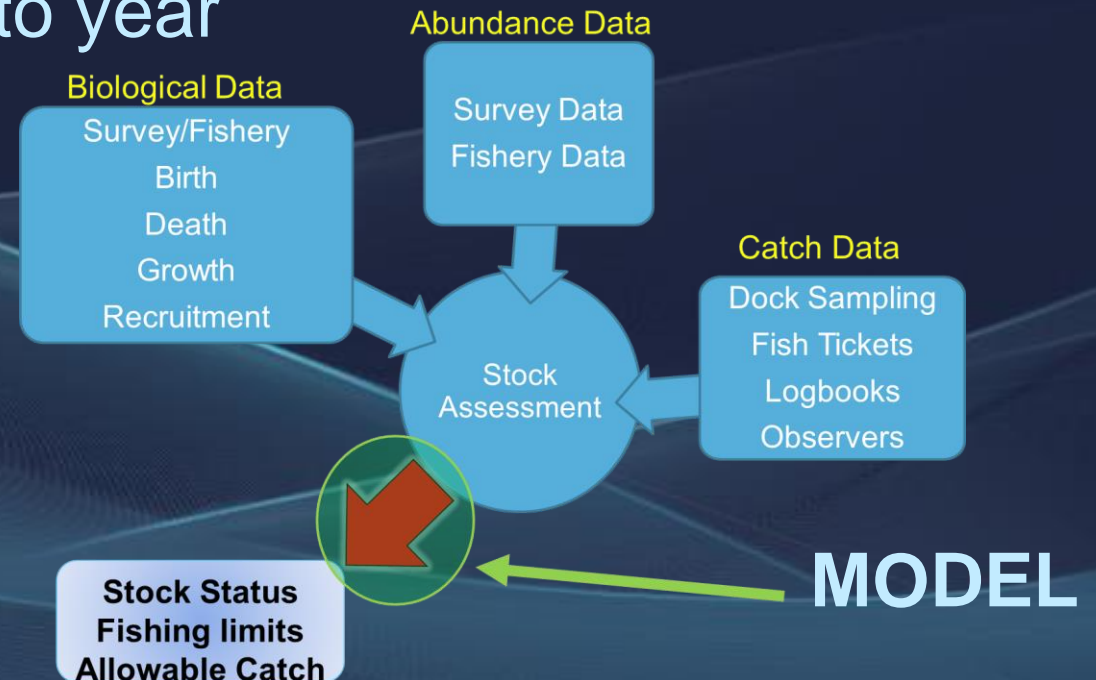 to year
Abundance Data
Survey Data
Fishery Data
Biological Data
Survey/Fishery
Birth
Death
Growth
Recruitment
Catch Data
Dock Sampling
Fish Tickets
Logbooks
Observers
Stock
Assessment
MODEL
Stock Status
Fishing limits
Allowable Catch